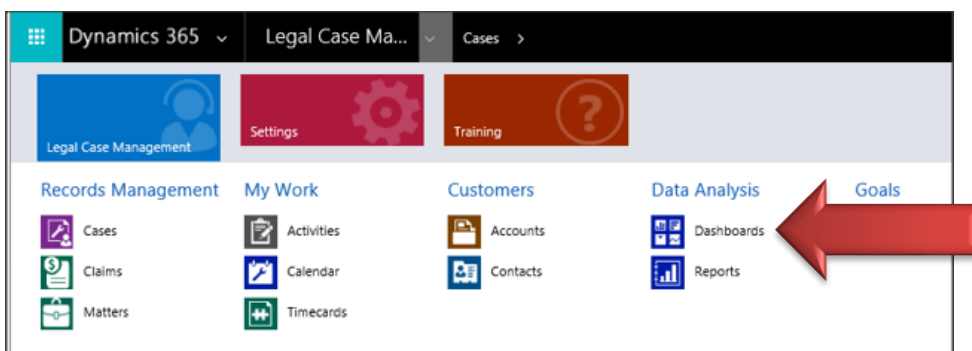 Dynamics 365 Legal Case Ma... Cases >
Legal Case Management Settings Training
Records Management My Work Customers Data Analysis Goals
Cases Activities Accounts Dashboards
Claims Calendar Contacts Reports
Matters Timecards